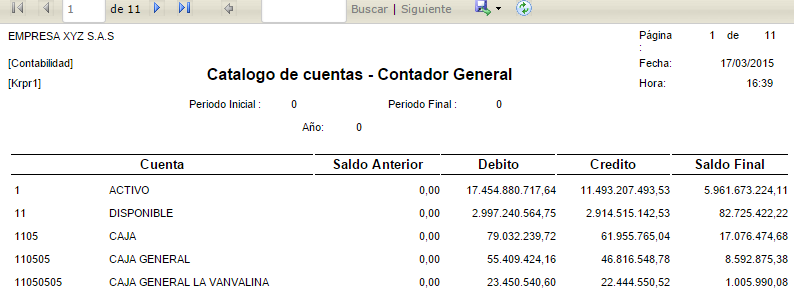 1 de 11 Buscar | Siguiente
EMPRESA XYZ S.A.S Página : 1 de 11
[Contabilidad] Fecha: 17/03/2015
Catalogo de cuentas - Contador General
[Krpr1] Hora: 16:39
Periodo Inicial : 0 Periodo Final : 0
Año: 0
Cuenta Saldo Anterior Debito Credito Saldo Final
1 ACTIVO 0,00 17.454.880.717,64 11.493.207.493,53 5.961.673.224,11
11 DISPONIBLE 0,00 2.997.240.564,75 2.914.515.142,53 82.725.422,22
1105 CAJA 0,00 79.032.239,72 61.955.765,04 17.076.474,68
110505 CAJA GENERAL 0,00 55.409.424,16 46.816.548,78 8.592.875,38
11050505 CAJA GENERAL LA VANVALINA 0,00 23.450.540,60 22.444.550,52 1.005.990,08